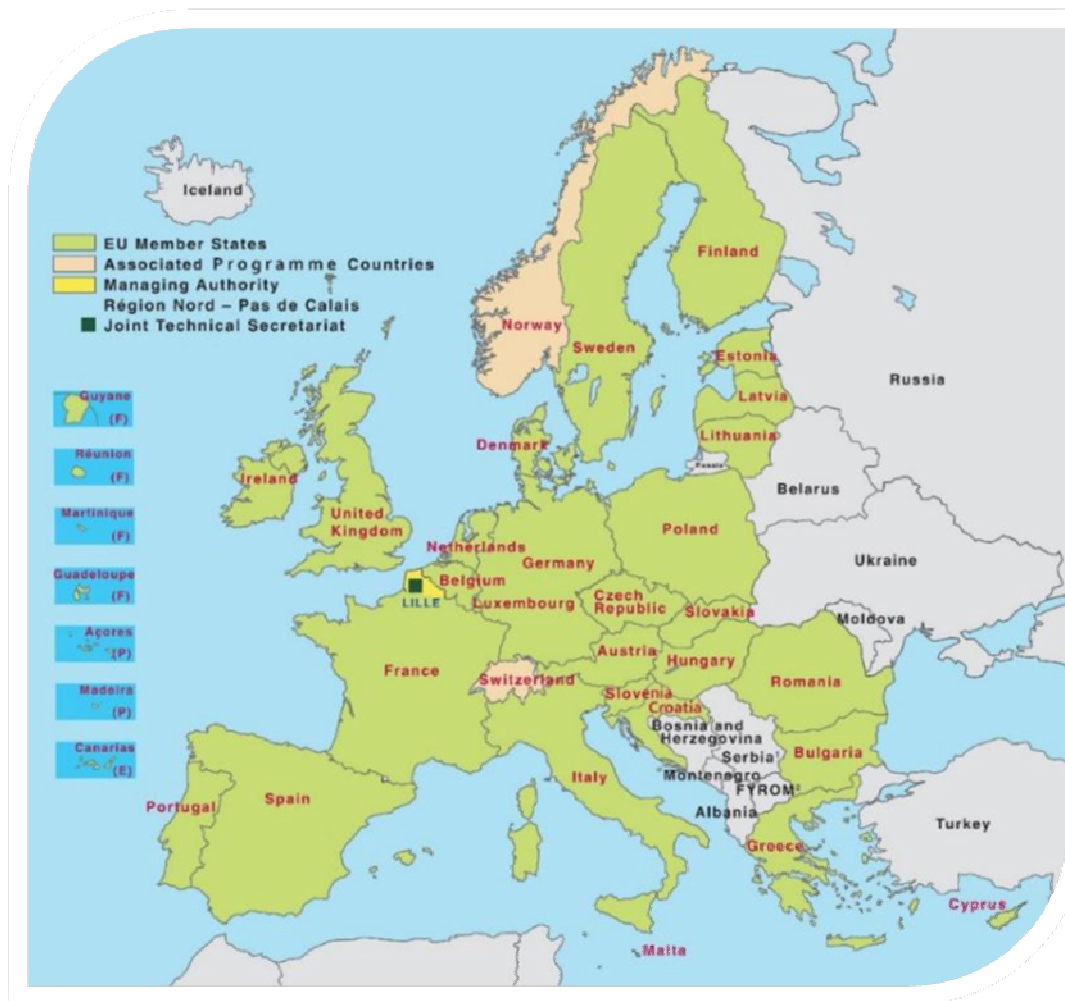 Iceland
EU Member States
Associated Programme Countries
Managing Authority
Région Nord – Pas de Calais
Joint Technical Secretariat
Finland
Norway
Sweden
Estonia
Russia
Latvia
Lithuania
Russia
Denmark
Guyane
(F)
Réunion
(F)
Martinique
(F)
Guadeloupe
(F)
Açores
(P)
Madeira
(P)
Canarias
(E)
Ireland
United
Kingdom
Netherlands
Belgium
LILLE
Luxembourg
Germany
Poland
Belarus
Ukraine
Czech
Republic
Slovakia
Moldova
Austria
Hungary
France
Switzerland
Slovenia
Croatia
Romania
Bosnia and
Herzegovina
Serbia¹
Bulgaria
Montenegro
FYROM²
Albania
Italy
Portugal
Spain
Greece
Turkey
Cyprus
Malta